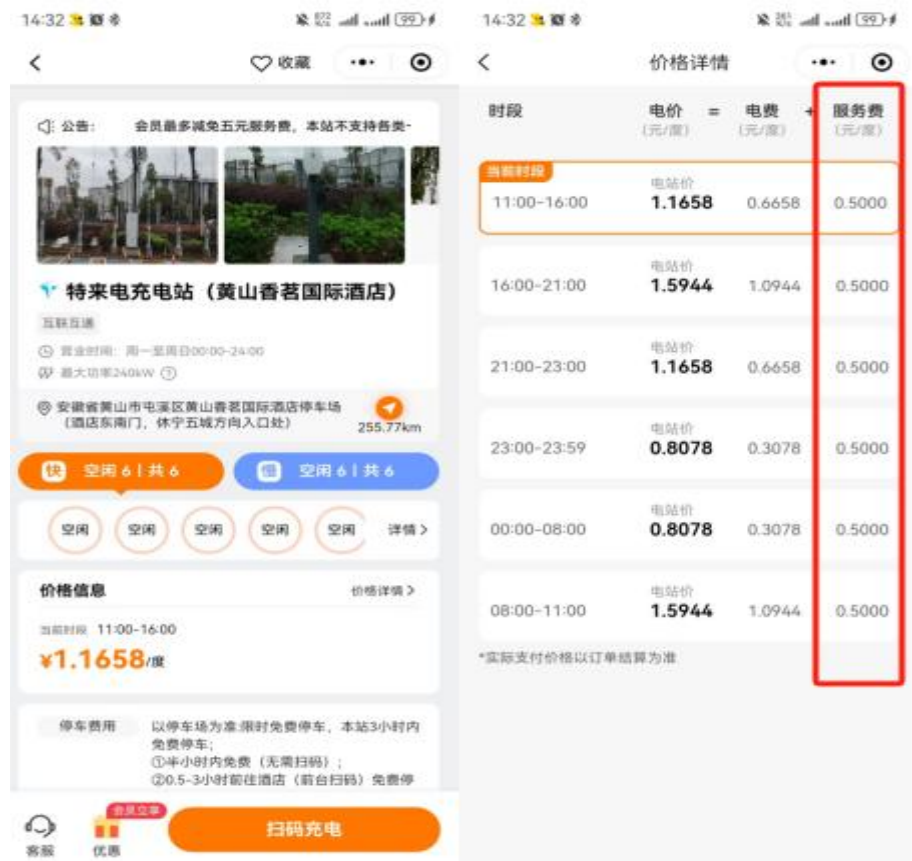 14:32
99
收藏
公告：
会员最多减免五元服务费，本站不支持各类-
特来电充电站（黄山香茗国际酒店）
互联互通
营业时间：周一至周日00:00-24:00
最大功率240kW
安徽省黄山市屯溪区黄山香茗国际酒店停车场
（酒店东南门，休宁五城方向入口处）
255.77km
快 空闲 6 | 共 6
空闲 6 | 共 6
空闲
空闲
空闲
空闲
空闲
详情 >
价格信息
价格详情 >
当前时段 11:00-16:00
¥1.1658/度
停车费用
以停车场为准:限时免费停车，本站3小时内
免费停车;
①半小时内免费（无需扫码）;
②0.5-3小时前往酒店（前台扫码）免费停
客服
会员立享
优惠
扫码充电
14:32
99
价格详情
时段 电价 = 电费 + 服务费
(元/度) (元/度) (元/度)
当前时段
电站价
11:00-16:00 1.1658 0.6658 0.5000
电站价
16:00-21:00 1.5944 1.0944 0.5000
电站价
21:00-23:00 1.1658 0.6658 0.5000
电站价
23:00-23:59 0.8078 0.3078 0.5000
电站价
00:00-08:00 0.8078 0.3078 0.5000
电站价
08:00-11:00 1.5944 1.0944 0.5000
*实际支付价格以订单结算为准